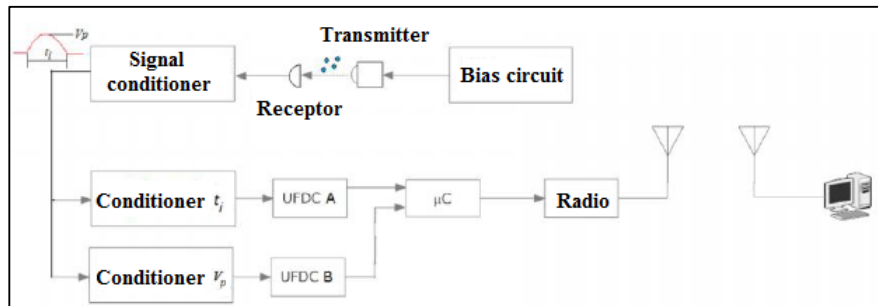 Vp
ti
Signal
conditioner
Transmitter
Receptor
Bias circuit
Conditioner ti
UFDC A
μC
Radio
Conditioner Vp
UFDC B